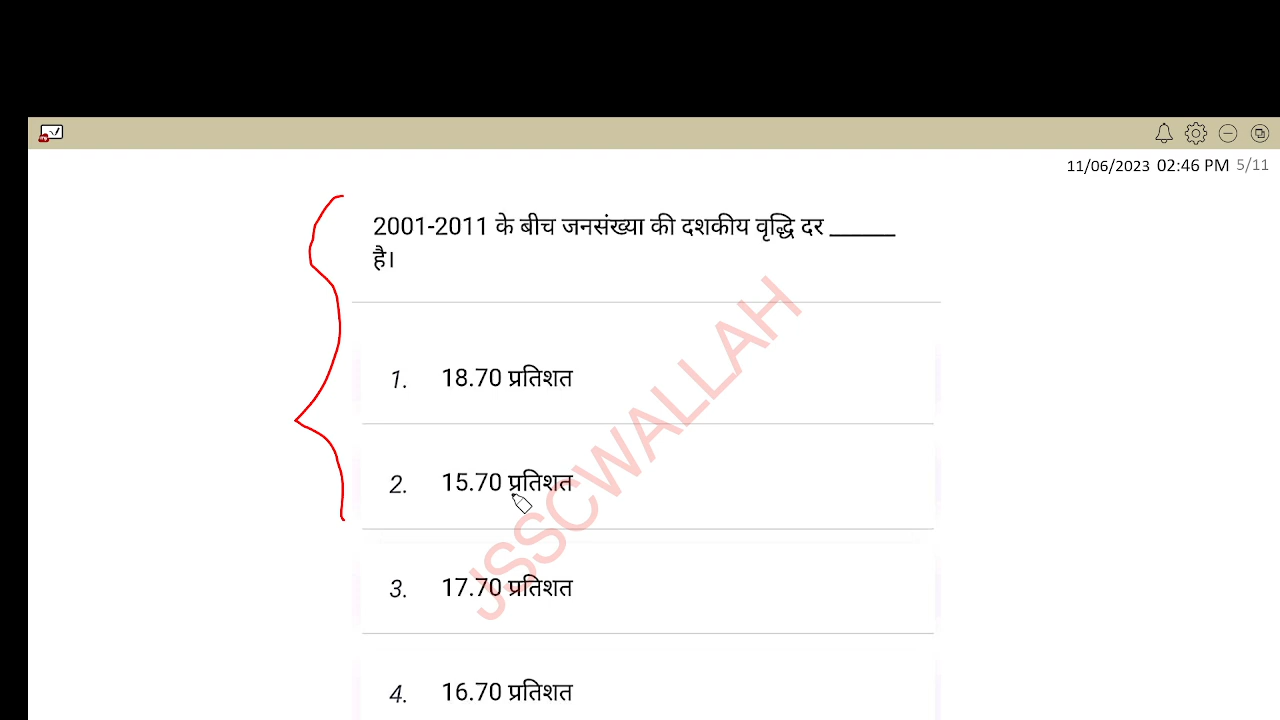 11/06/2023 02:46 PM 5/11
2001-2011 के बीच जनसंख्या की दशकीय वृद्धि दर ______
है।
1. 18.70 प्रतिशत
2. 15.70 प्रतिशत
3. 17.70 प्रतिशत
4. 16.70 प्रतिशत
JSSCWALLAH